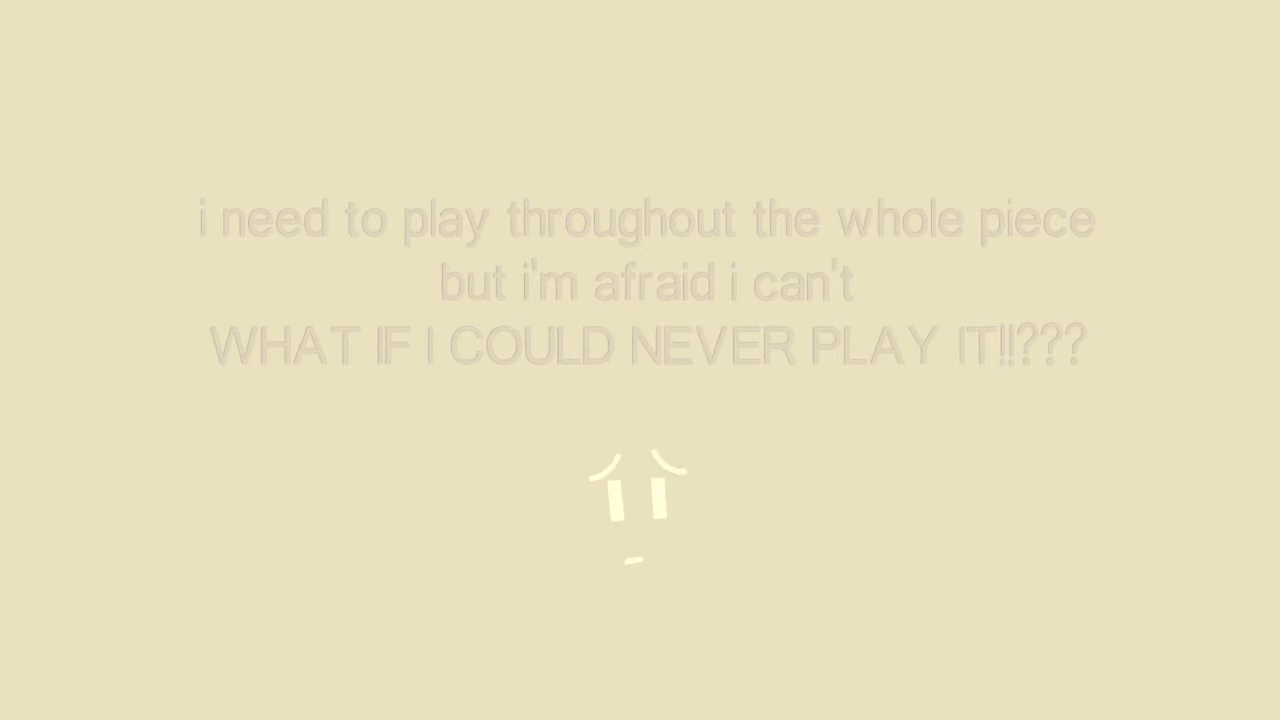 i need to play throughout the whole piece
but i'm afraid i can't
WHAT IF I COULD NEVER PLAY IT!!???